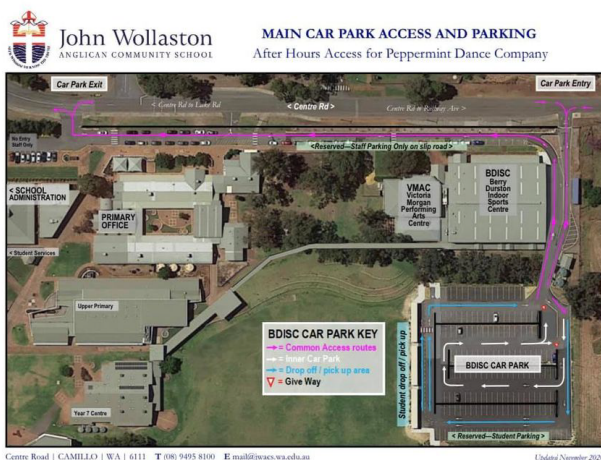 John Wollaston
ANGLICAN COMMUNITY SCHOOL
MAIN CAR PARK ACCESS AND PARKING
After Hours Access for Peppermint Dance Company
Car Park Exit
Car Park Entry
< Centre Rd to Lake Rd
< Centre Rd >
Centre Rd to Railway Ave >
No Entry
Staff Only
<Reserved—Staff Parking Only on slip road >
< SCHOOL
ADMINISTRATION
PRIMARY
OFFICE
VMAC
Victoria
Morgan
Performing
Arts
Centre
BDISC
Berry
Durston
Indoor
Sports
Centre
< Student Services
Upper Primary
Year 7 Centre
BDISC CAR PARK KEY
= Common Access routes
= Inner Car Park
= Drop off / pick up area
= Give Way
Student drop off / pick up
BDISC CAR PARK
< Reserved—Student Parking >
Centre Road | CAMILLO | WA | 6111 T (08) 9495 8100 E mail@jwacs.wa.edu.au
Updated November 2020